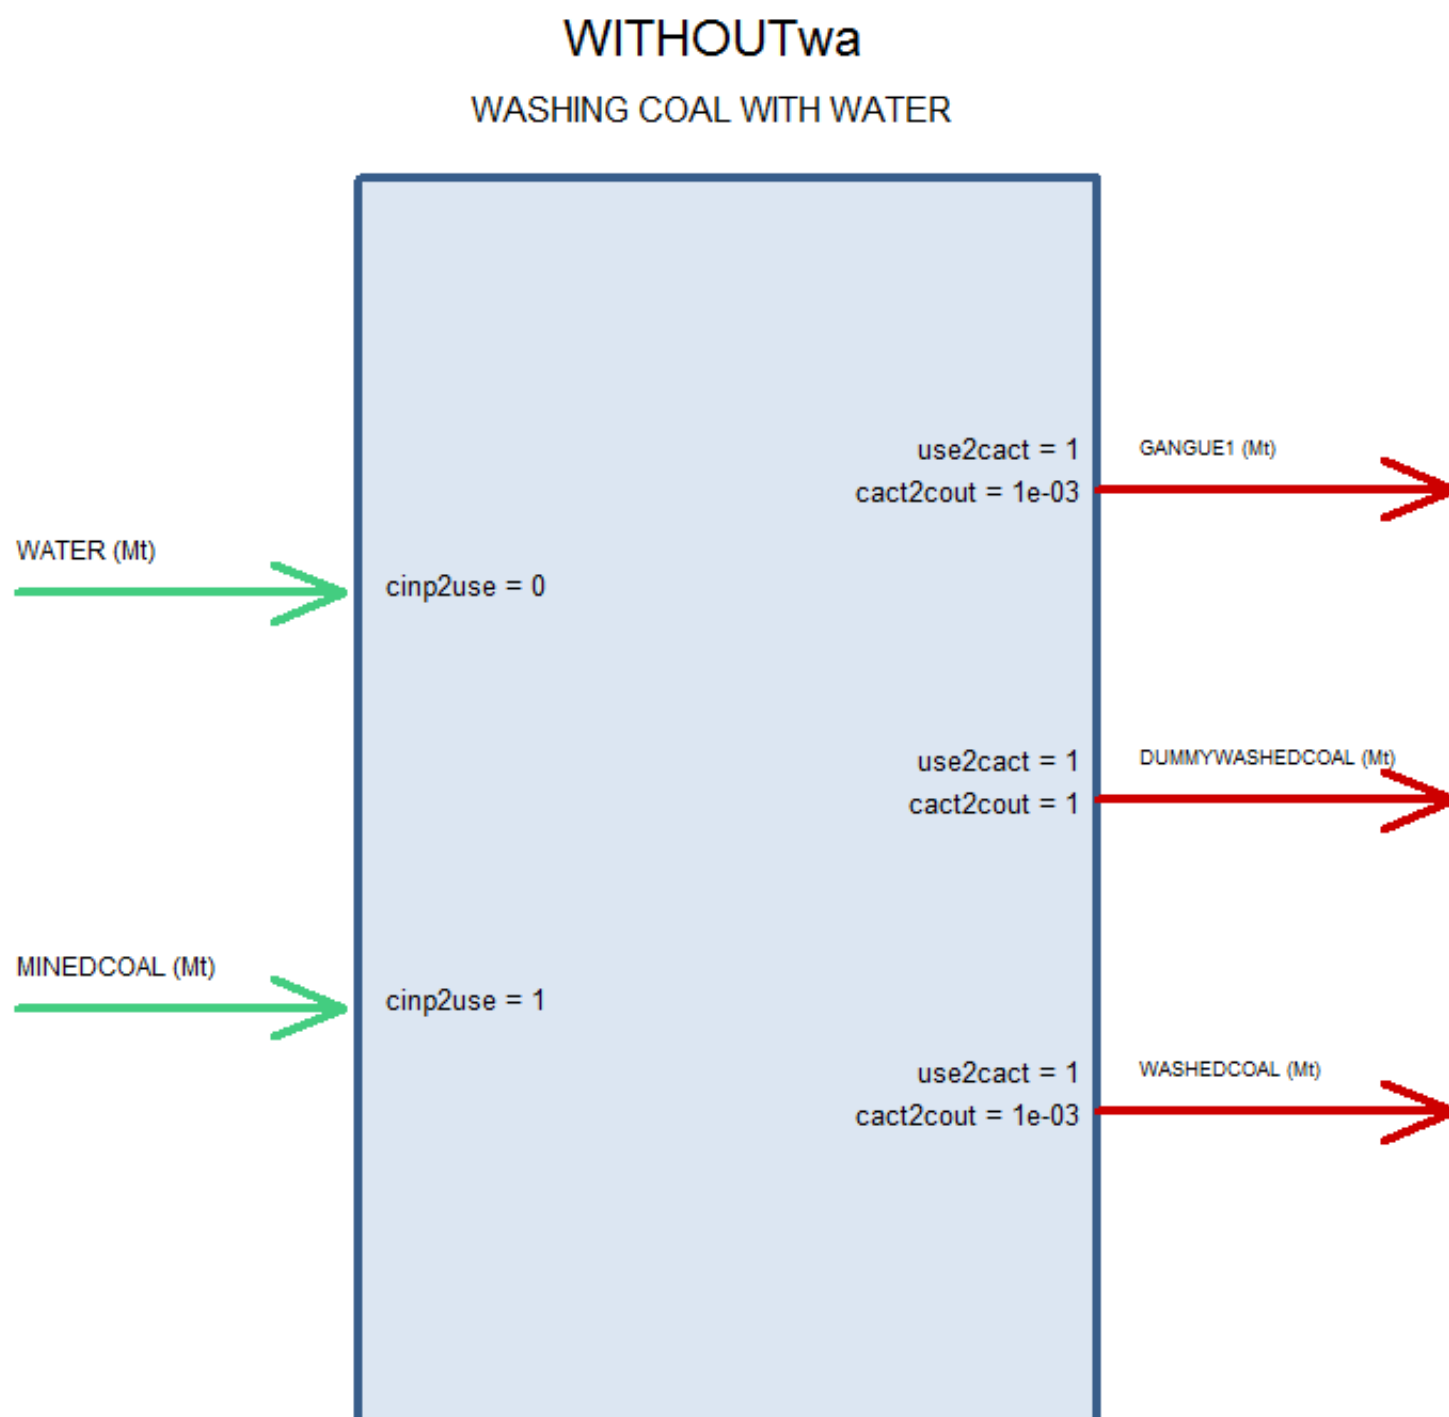 WITHOUTwa
WASHING COAL WITH WATER
use2cact = 1
GANGUE1 (Mt)
cact2cout = 1e-03
WATER (Mt)
cinp2use = 0
use2cact = 1
DUMMYWASHEDCOAL (Mt)
cact2cout = 1
MINEDCOAL (Mt)
cinp2use = 1
use2cact = 1
WASHEDCOAL (Mt)
cact2cout = 1e-03